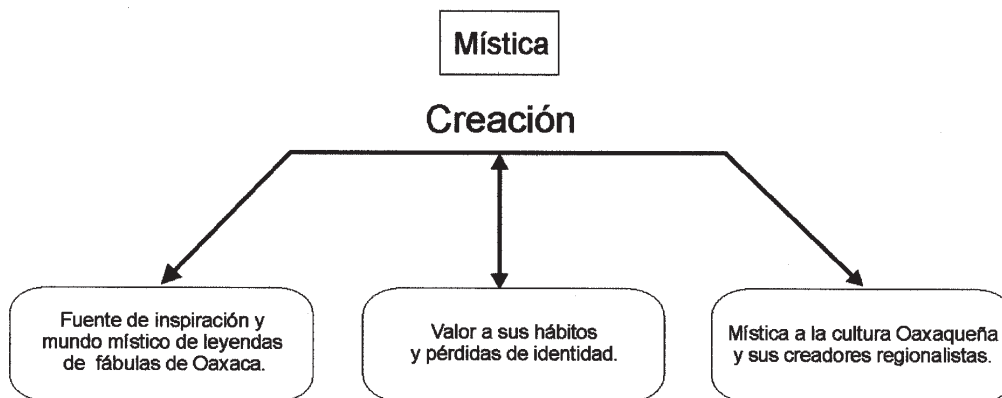 Mística
Creación
Fuente de inspiración y
mundo místico de leyendas
de fábulas de Oaxaca.
Valor a sus hábitos
y pérdidas de identidad.
Mística a la cultura Oaxaqueña
y sus creadores regionalistas.